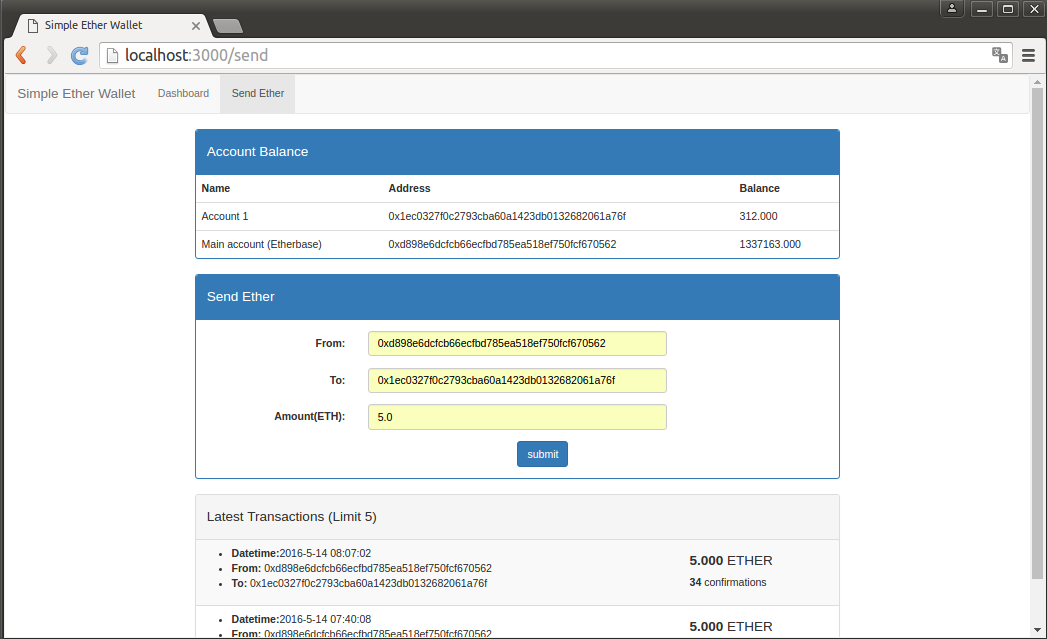 Simple Ether Wallet
localhost:3000/send
Simple Ether Wallet Dashboard Send Ether
Account Balance
Name Address Balance
Account 1 0x1ec0327f0c2793cba60a1423db0132682061a76f 312.000
Main account (Etherbase) 0xd898e6dcfcb66ecfbd785ea518ef750fcf670562 1337163.000
Send Ether
From: 0xd898e6dcfcb66ecfbd785ea518ef750fcf670562
To: 0x1ec0327f0c2793cba60a1423db0132682061a76f
Amount(ETH): 5.0
submit
Latest Transactions (Limit 5)
Datetime:2016-5-14 08:07:02
From: 0xd898e6dcfcb66ecfbd785ea518ef750fcf670562
To: 0x1ec0327f0c2793cba60a1423db0132682061a76f
5.000 ETHER
34 confirmations
Datetime:2016-5-14 07:40:08
From: 0xd898e6dcfcb66ecfbd785ea518ef750fcf670562
5.000 ETHER